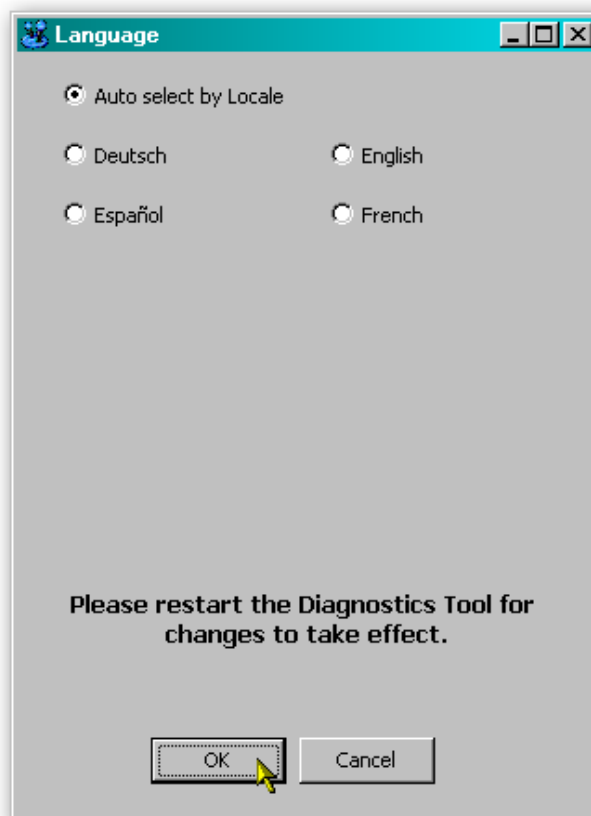 Language
Auto select by Locale
Deutsch English
Español French
Please restart the Diagnostics Tool for
changes to take effect.
OK Cancel